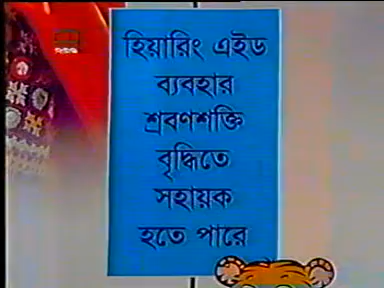 হিয়ারিং এইড
ব্যবহার
শ্রবণশক্তি
বৃদ্ধিতে
সহায়ক
হতে পারে